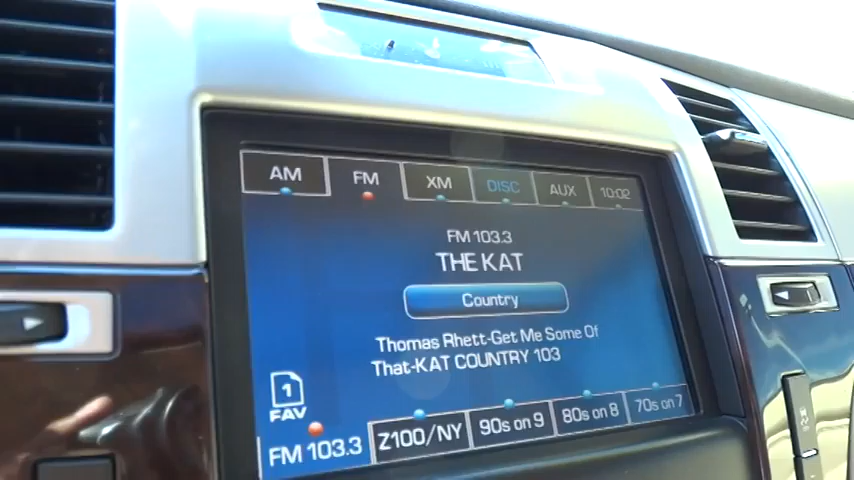 AM FM XM DISC AUX 10:02
FM 103.3
THE KAT
Country
Thomas Rhett-Get Me Some Of
That-KAT COUNTRY 103
1
FAV
FM 103.3 Z100/NY 90s on 9 80s on 8 70s on 7